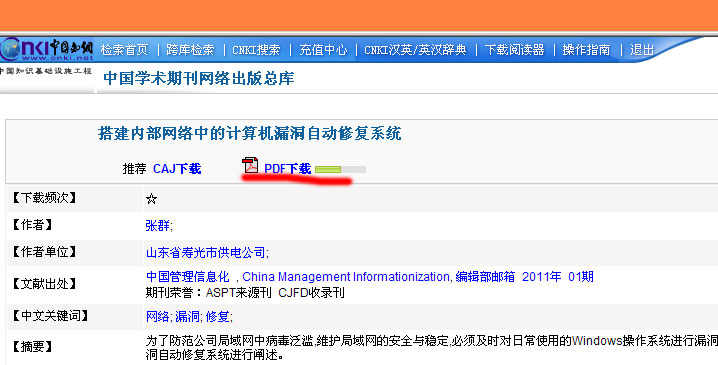 CNKI 中国知网 检索首页 | 跨库检索 | CNKI搜索 | 充值中心 | CNKI汉英/英汉辞典 | 下载阅读器 | 操作指南 | 退出
www.cnki.net
中国知识基础设施工程
中国学术期刊网络出版总库
搭建内部网络中的计算机漏洞自动修复系统
推荐 CAJ下载 PDF下载
【下载频次】 ☆
【作者】 张群;
【作者单位】 山东省寿光市供电公司;
【文献出处】 中国管理信息化 , China Management Informationization, 编辑部邮箱 2011年 01期
期刊荣誉：ASPT来源刊 CJFD收录刊
【中文关键词】 网络; 漏洞; 修复;
【摘要】 为了防范公司局域网中病毒泛滥,维护局域网的安全与稳定,必须及时对日常使用的Windows操作系统进行漏洞
洞自动修复系统进行阐述。